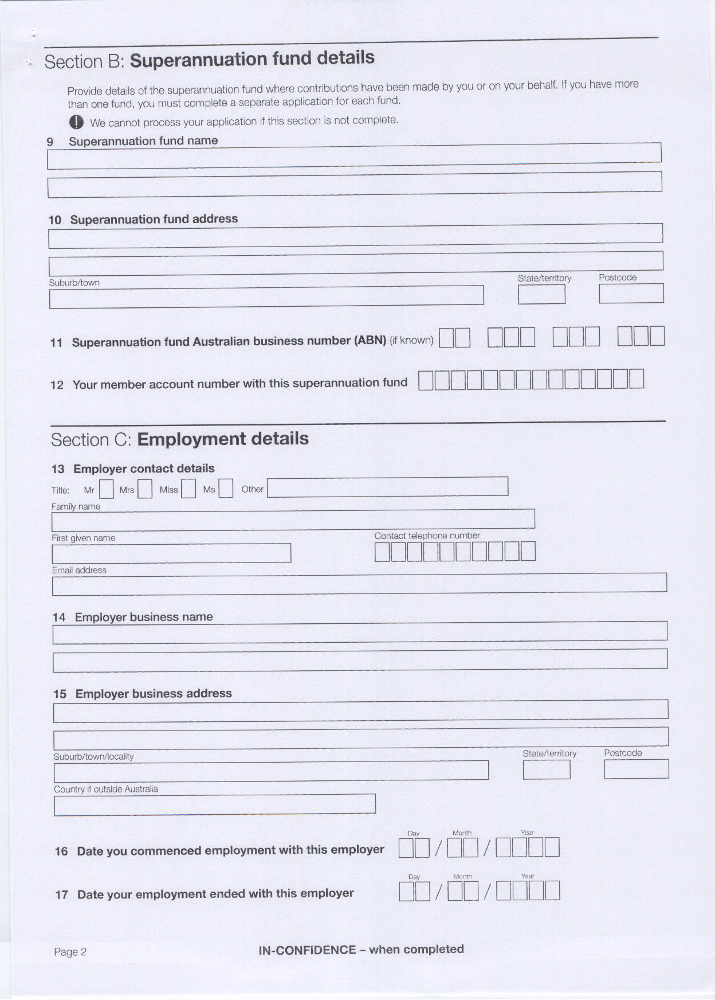 Section B: Superannuation fund details
Provide details of the superannuation fund where contributions have been made by you or on your behalf. If you have more
than one fund, you must complete a separate application for each fund.
! We cannot process your application if this section is not complete.
9 Superannuation fund name
10 Superannuation fund address
Suburb/town State/territory Postcode
11 Superannuation fund Australian business number (ABN) (if known)
12 Your member account number with this superannuation fund
Section C: Employment details
13 Employer contact details
Title: Mr Mrs Miss Ms Other
Family name
First given name Contact telephone number
Email address
14 Employer business name
15 Employer business address
Suburb/town/locality State/territory Postcode
Country if outside Australia
Day Month Year
16 Date you commenced employment with this employer / /
Day Month Year
17 Date your employment ended with this employer / /
Page 2 IN-CONFIDENCE – when completed